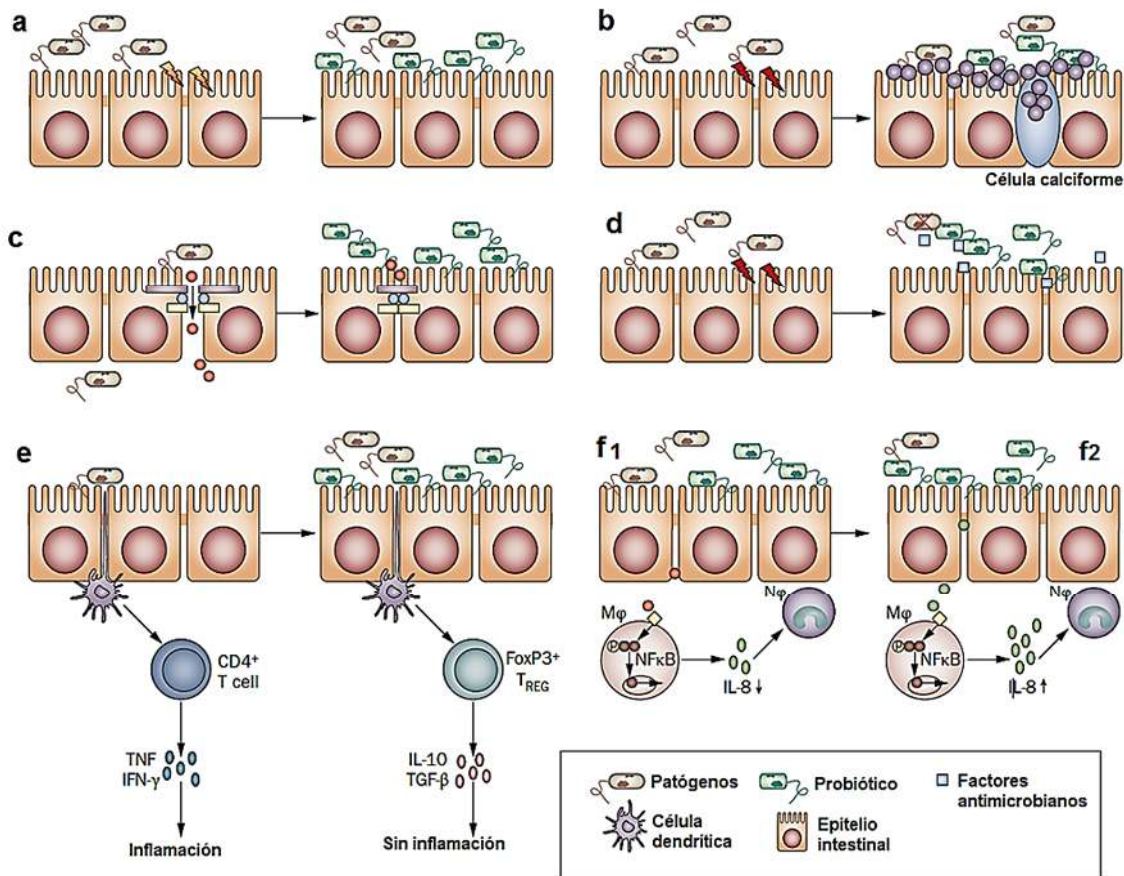 a
b
Célula calciforme
c
d
e
CD4+
T cell
TNF
IFN-γ
Inflamación
FoxP3+
TREG
IL-10
TGF-β
Sin inflamación
f1
Mφ
P
NFκB
IL-8 ↓
Nφ
f2
Mφ
P
NFκB
IL-8 ↑
Nφ
Patógenos
Probiótico
Factores
antimicrobianos
Célula
dendrítica
Epitelio
intestinal